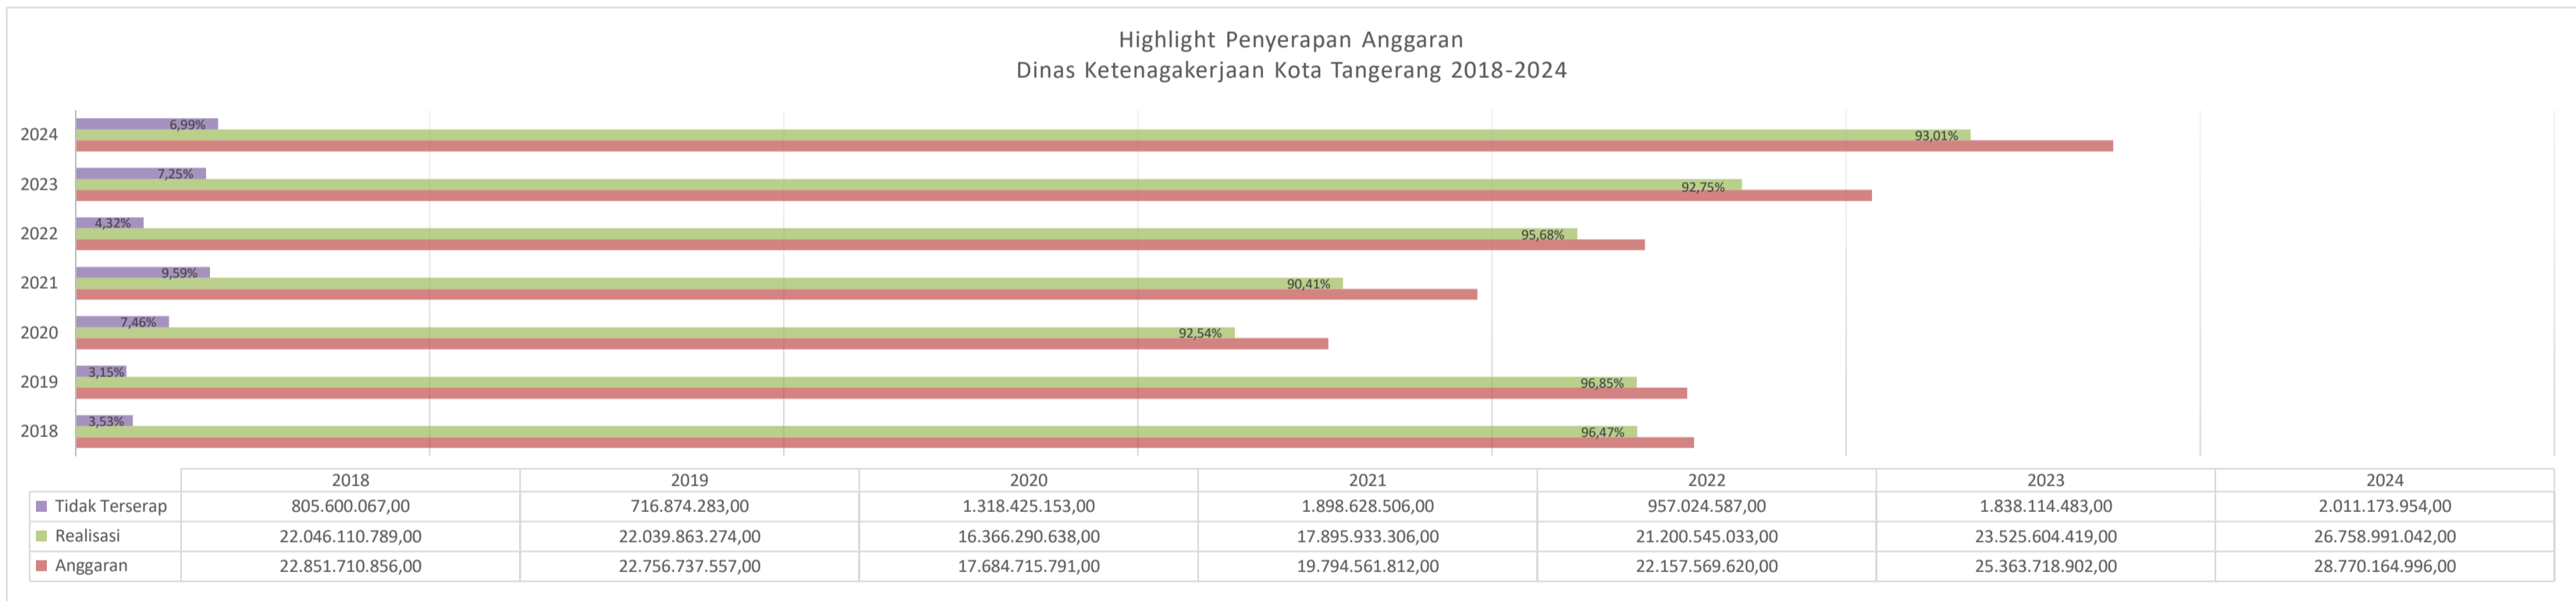 Highlight Penyerapan Anggaran
Dinas Ketenagakerjaan Kota Tangerang 2018-2024
2024 6,99% 93,01%
2023 7,25% 92,75%
2022 4,32% 95,68%
2021 9,59% 90,41%
2020 7,46% 92,54%
2019 3,15% 96,85%
2018 3,53% 96,47%
2018 2019 2020 2021 2022 2023 2024
Tidak Terserap 805.600.067,00 716.874.283,00 1.318.425.153,00 1.898.628.506,00 957.024.587,00 1.838.114.483,00 2.011.173.954,00
Realisasi 22.046.110.789,00 22.039.863.274,00 16.366.290.638,00 17.895.933.306,00 21.200.545.033,00 23.525.604.419,00 26.758.991.042,00
Anggaran 22.851.710.856,00 22.756.737.557,00 17.684.715.791,00 19.794.561.812,00 22.157.569.620,00 25.363.718.902,00 28.770.164.996,00